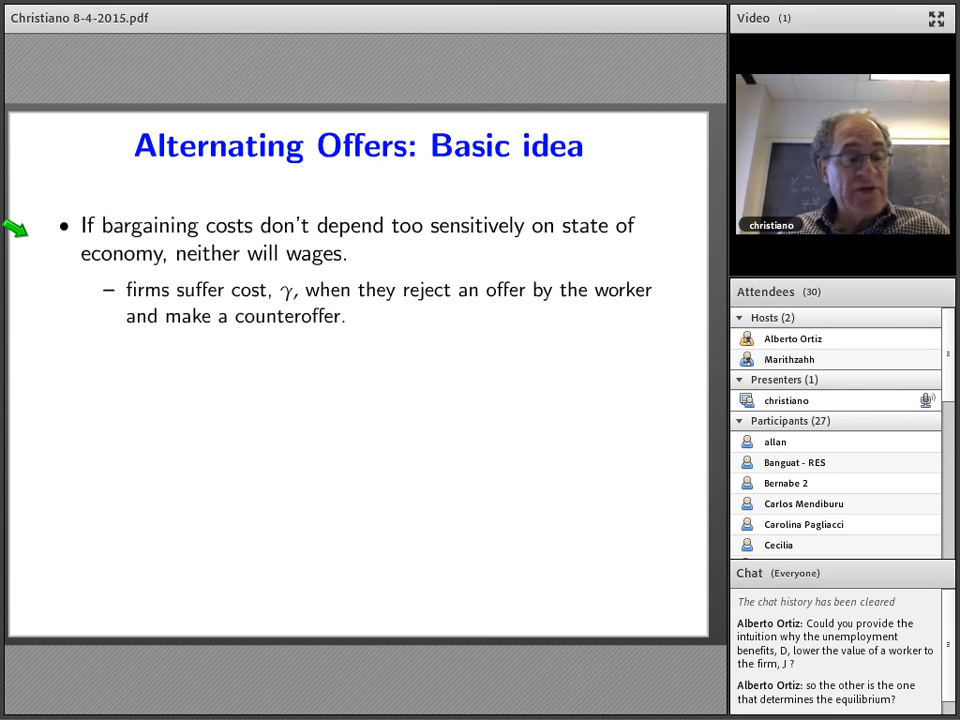 Christiano 8-4-2015.pdf
Alternating Offers: Basic idea
• If bargaining costs don't depend too sensitively on state of
economy, neither will wages.
– firms suffer cost, γ, when they reject an offer by the worker
and make a counteroffer.
Video (1)
christiano
Attendees (30)
Hosts (2)
Alberto Ortiz
Marithzahh
Presenters (1)
christiano
Participants (27)
allan
Banguat - RES
Bernabe 2
Carlos Mendiburu
Carolina Pagliacci
Cecilia
Chat (Everyone)
The chat history has been cleared
Alberto Ortiz: Could you provide the
intuition why the unemployment
benefits, D, lower the value of a worker to
the firm, J ?
Alberto Ortiz: so the other is the one
that determines the equilibrium?